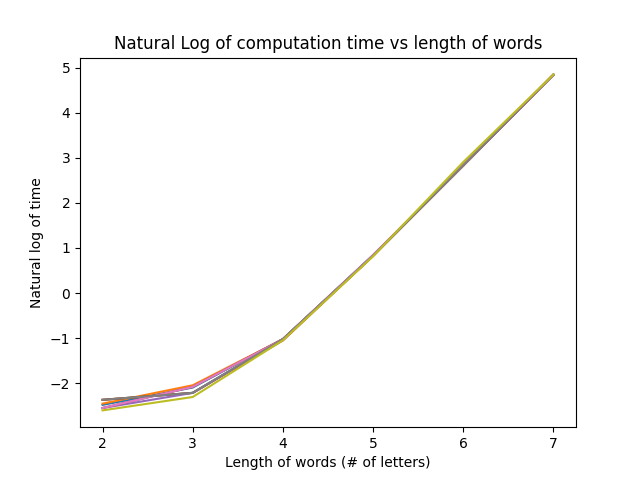 Natural Log of computation time vs length of words
5
4
3
2
1
0
−1
−2
Natural log of time
2 3 4 5 6 7
Length of words (# of letters)